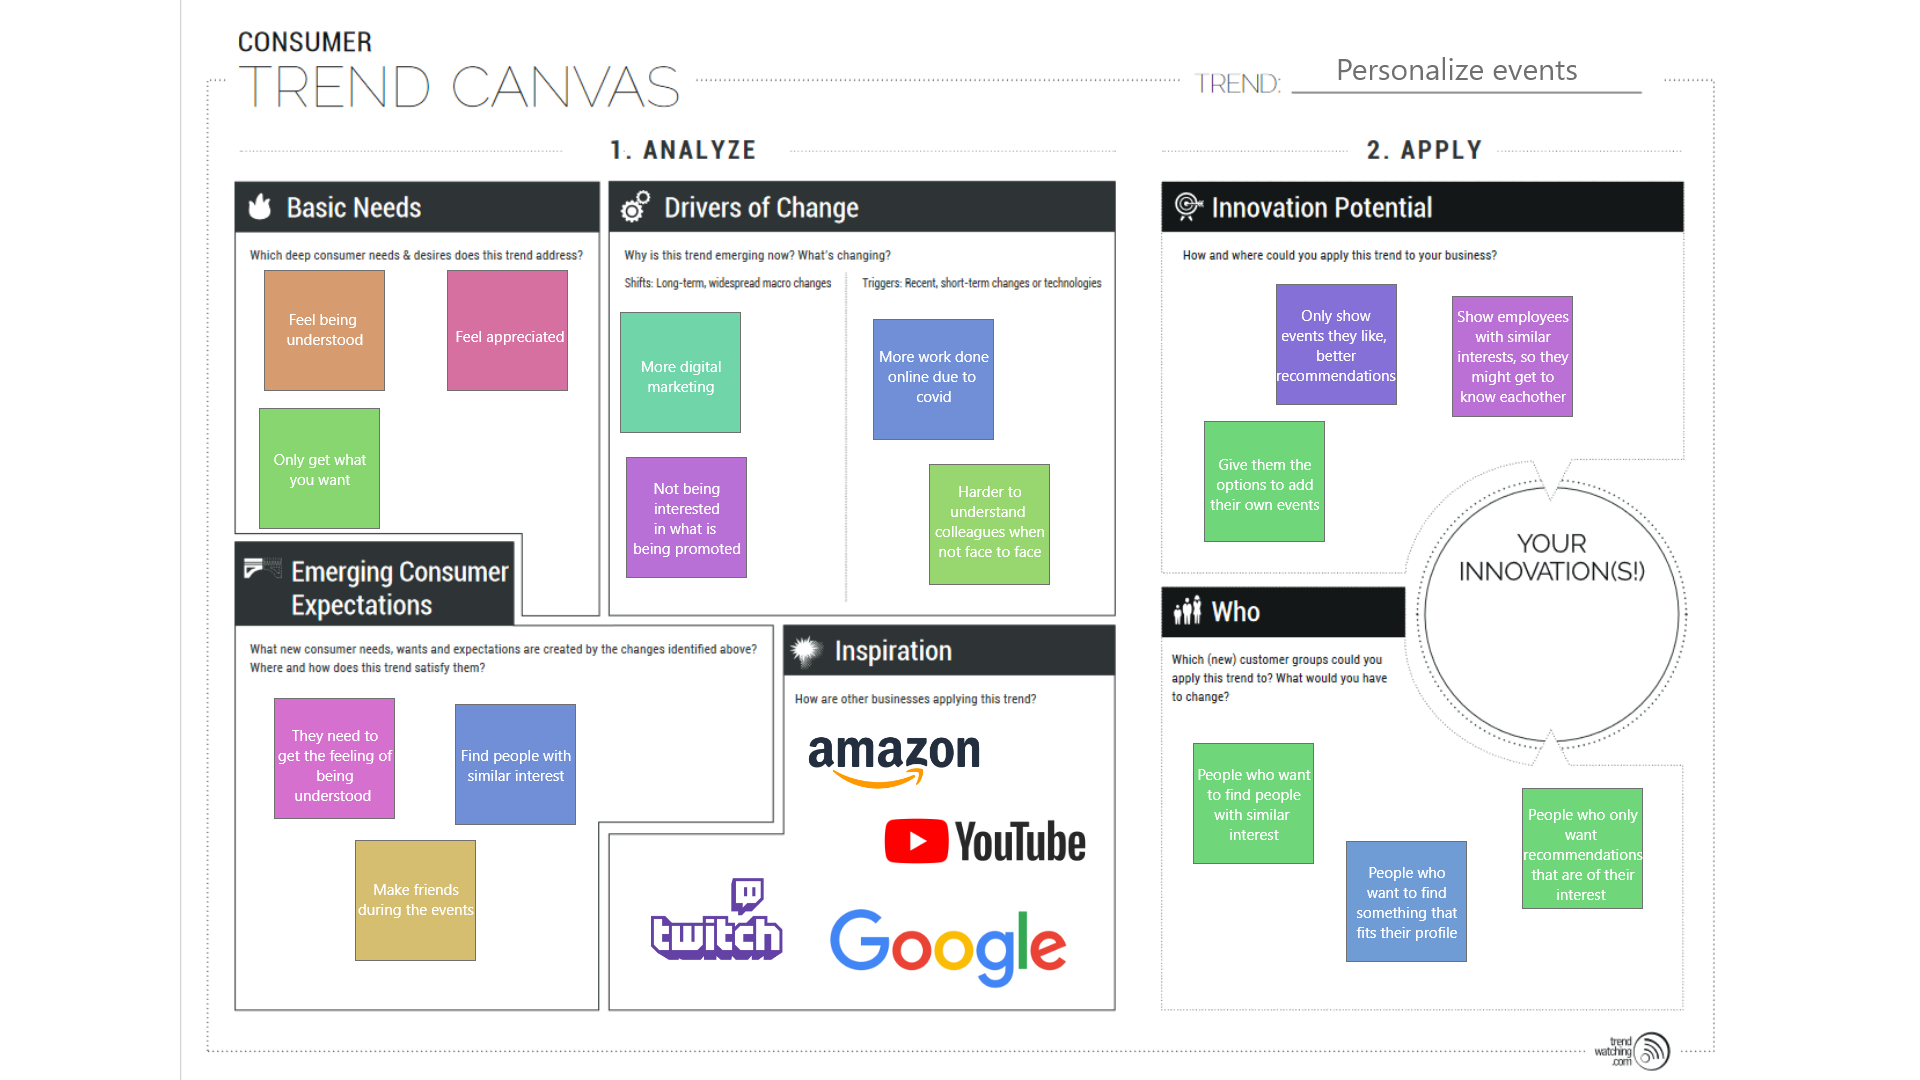 CONSUMER
TREND CANVAS
TREND:
Personalize events
1. ANALYZE
Basic Needs
Which deep consumer needs & desires does this trend address?
Feel being
understood
Feel appreciated
Only get what
you want
Drivers of Change
Why is this trend emerging now? What's changing?
Shifts: Long-term, widespread macro changes
More digital
marketing
Not being
interested
in what is
being promoted
Triggers: Recent, short-term changes or technologies
More work done
online due to
covid
Harder to
understand
colleagues when
not face to face
Emerging Consumer
Expectations
What new consumer needs, wants and expectations are created by the changes identified above?
Where and how does this trend satisfy them?
They need to
get the feeling of
being
understood
Find people with
similar interest
Make friends
during the events
Inspiration
How are other businesses applying this trend?
amazon
YouTube
twitch
Google
2. APPLY
Innovation Potential
How and where could you apply this trend to your business?
Only show
events they like,
better
recommendations
Show employees
with similar
interests, so they
might get to
know eachother
Give them the
options to add
their own events
YOUR
INNOVATION(S!)
Who
Which (new) customer groups could you
apply this trend to? What would you have
to change?
People who want
to find people
with similar
interest
People who
want to find
something that
fits their profile
People who only
want
recommendations
that are of their
interest
trend
watching
.com